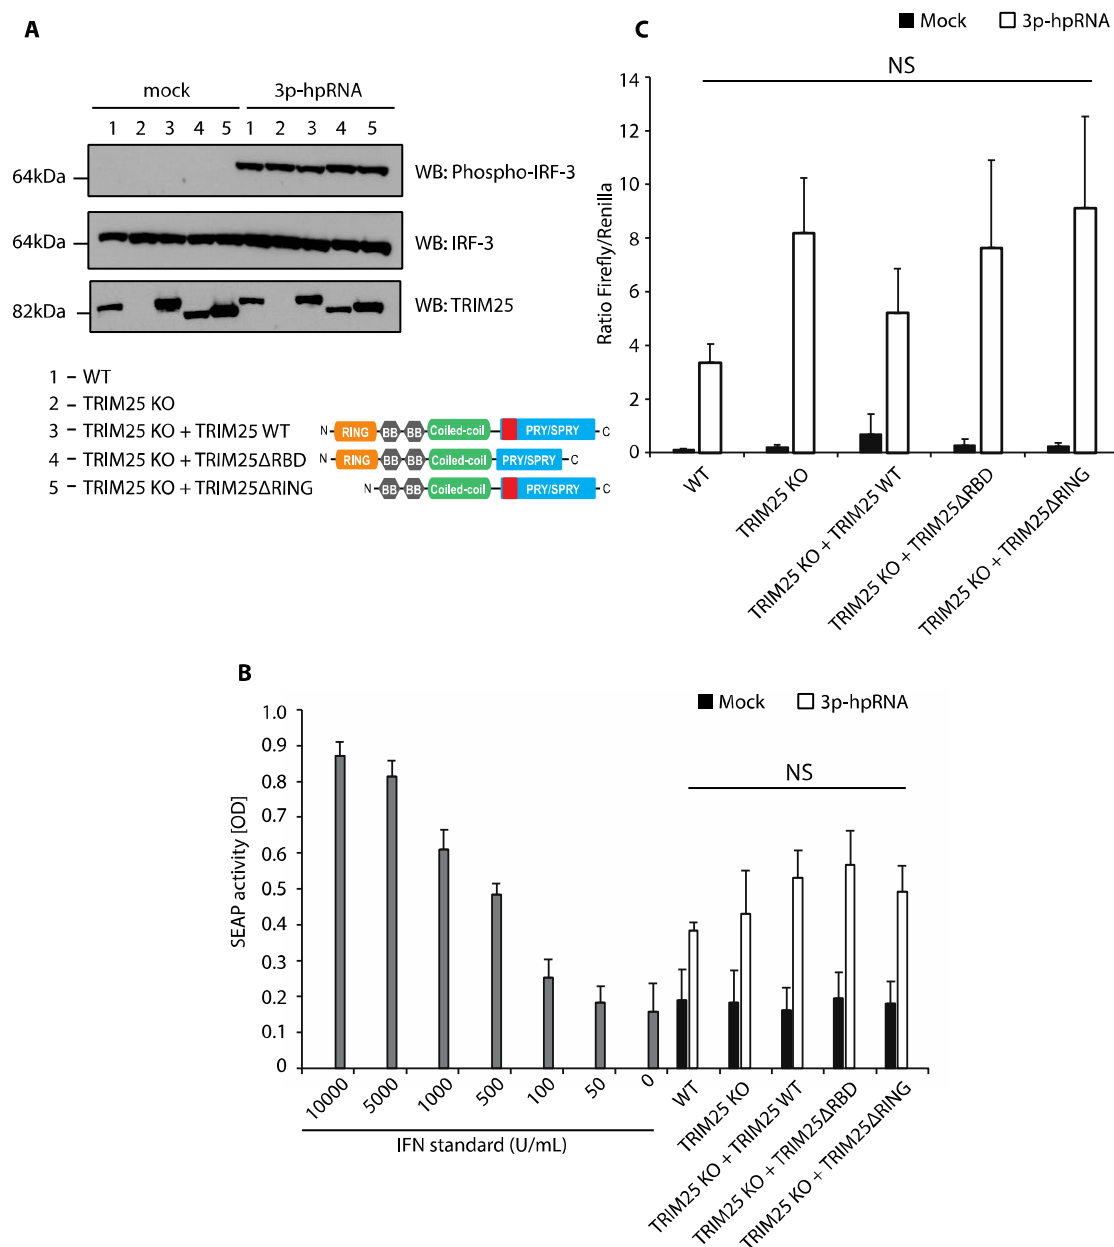 A
mock 3p-hpRNA
1 2 3 4 5 1 2 3 4 5
64kDa WB: Phospho-IRF-3
64kDa WB: IRF-3
82kDa WB: TRIM25
1 – WT
2 – TRIM25 KO
3 – TRIM25 KO + TRIM25 WT N RING BB BB Coiled-coil PRY/SPRY C
4 – TRIM25 KO + TRIM25ΔRBD N RING BB BB Coiled-coil PRY/SPRY C
5 – TRIM25 KO + TRIM25ΔRING N BB BB Coiled-coil PRY/SPRY C
C
Mock 3p-hpRNA
NS
Ratio Firefly/Renilla
14
12
10
8
6
4
2
0
WT
TRIM25 KO
TRIM25 KO + TRIM25 WT
TRIM25 KO + TRIM25ΔRBD
TRIM25 KO + TRIM25ΔRING
B
Mock 3p-hpRNA
NS
SEAP activity [OD]
1.0
0.9
0.8
0.7
0.6
0.5
0.4
0.3
0.2
0.1
0
10000
5000
1000
500
100
50
0
WT
TRIM25 KO
TRIM25 KO + TRIM25 WT
TRIM25 KO + TRIM25ΔRBD
TRIM25 KO + TRIM25ΔRING
IFN standard (U/mL)